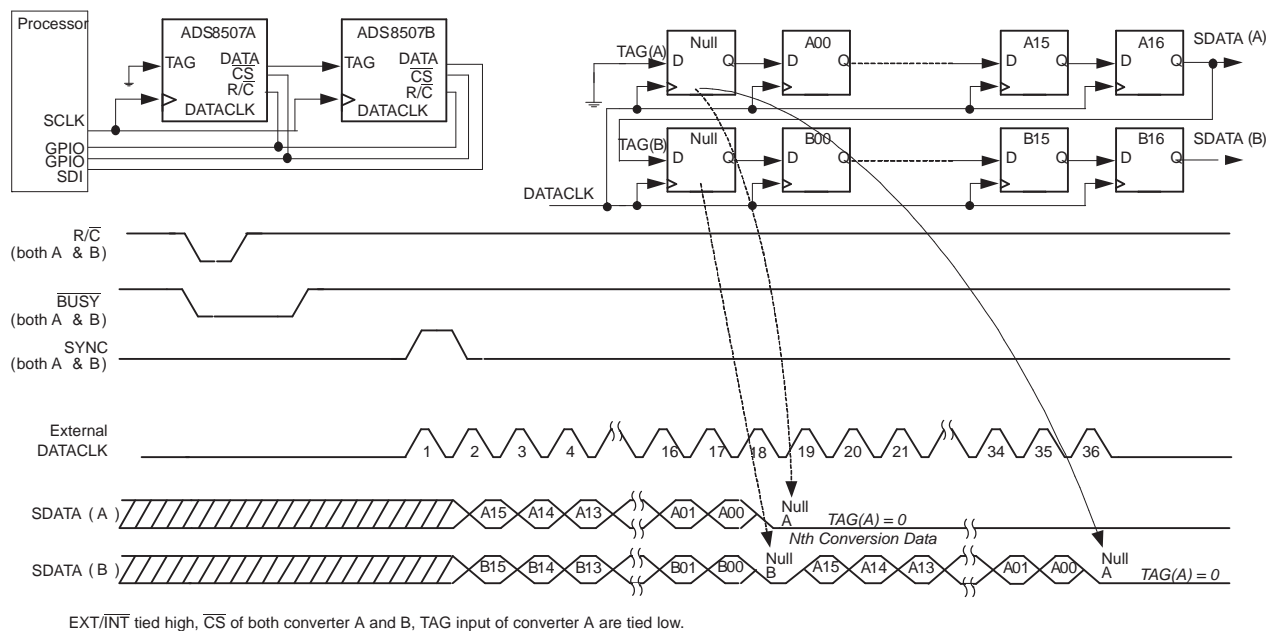 Processor
ADS8507A
TAG
DATA
CS
R/C
DATACLK
ADS8507B
TAG
DATA
CS
R/C
DATACLK
SCLK
GPIO
GPIO
SDI
TAG(A)
Null
D
Q
A00
D
Q
A15
D
Q
A16
D
Q
SDATA (A)
TAG(B)
Null
D
Q
B00
D
Q
B15
D
Q
B16
D
Q
SDATA (B)
DATACLK
R/C
(both A & B)
BUSY
(both A & B)
SYNC
(both A & B)
External
DATACLK
1 2 3 4 16 17 18 19 20 21 34 35 36
SDATA (A)
A15 A14 A13 A01 A00
Null
A
TAG(A) = 0
Nth Conversion Data
SDATA (B)
B15 B14 B13 B01 B00
Null
B
A15 A14 A13 A01 A00
Null
A
TAG(A) = 0
EXT/INT tied high, CS of both converter A and B, TAG input of converter A are tied low.